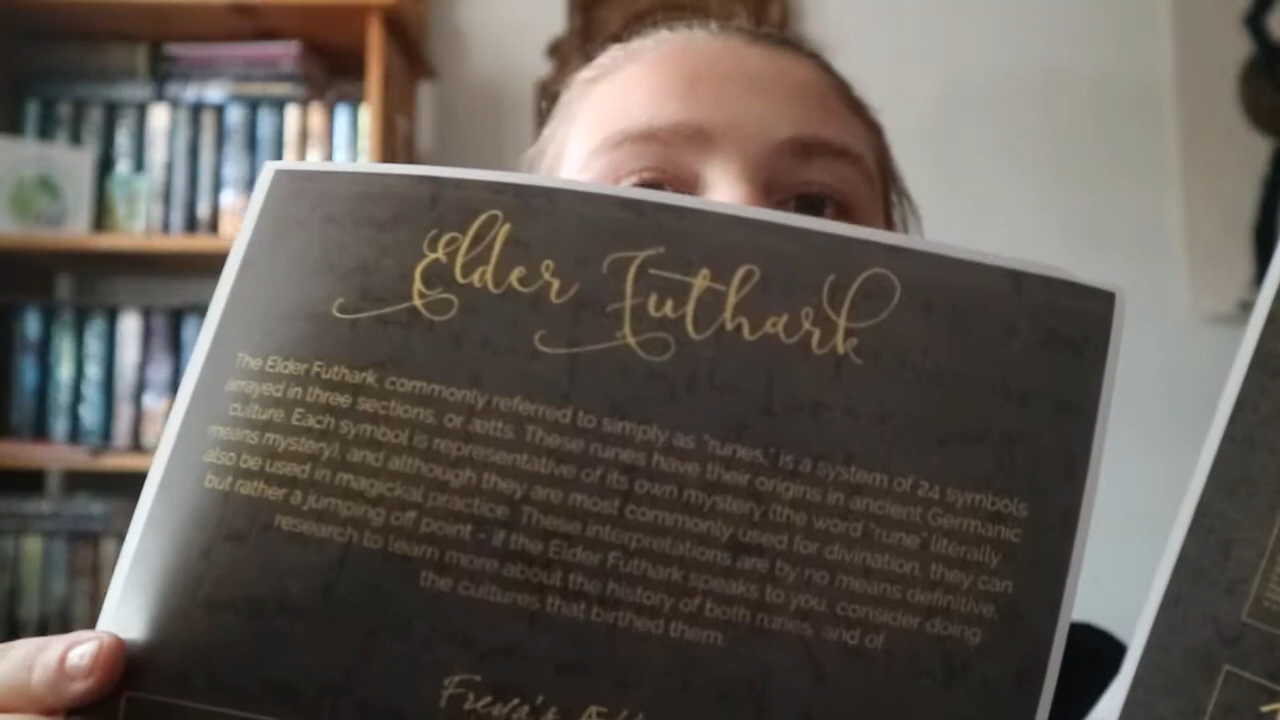 Elder Futhark
The Elder Futhark, commonly referred to simply as "runes," is a system of 24 symbols
arrayed in three sections, or ætts. These runes have their origins in ancient Germanic
culture. Each symbol is representative of its own mystery (the word "rune" literally
means mystery), and although they are most commonly used for divination, they can
also be used in magickal practice. These interpretations are by no means definitive,
but rather a jumping off point - if the Elder Futhark speaks to you, consider doing
research to learn more about the history of both runes, and of
the cultures that birthed them.
Freya's